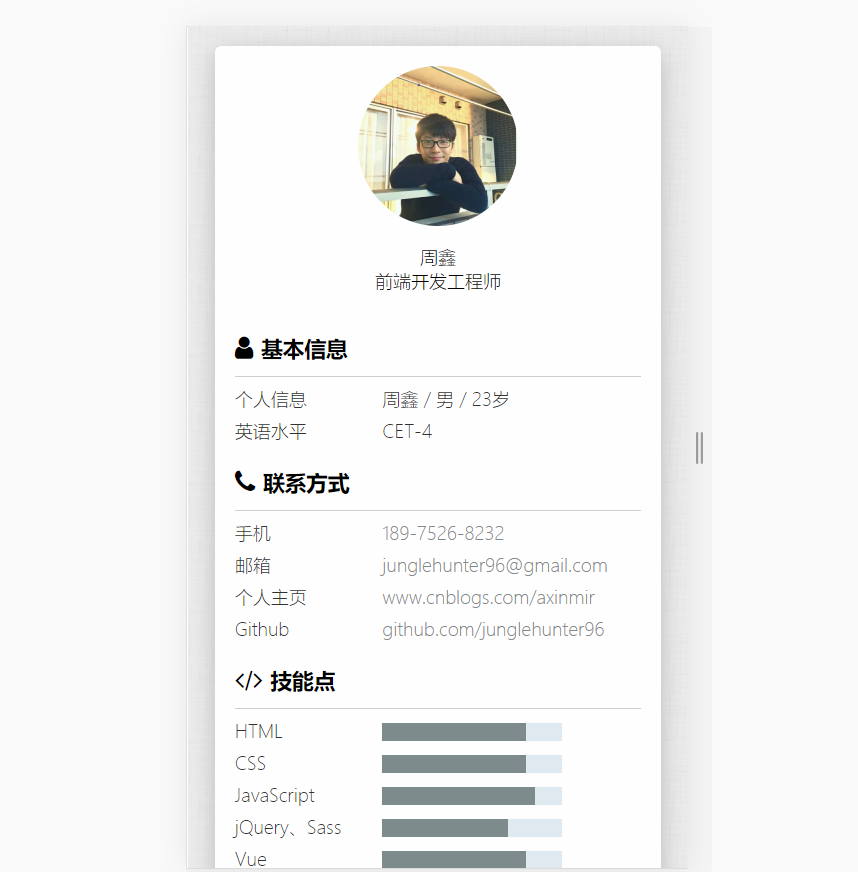 周鑫
前端开发工程师
基本信息
个人信息 周鑫 / 男 / 23岁
英语水平 CET-4
联系方式
手机 189-7526-8232
邮箱 junglehunter96@gmail.com
个人主页 www.cnblogs.com/axinmir
Github github.com/junglehunter96
</> 技能点
HTML
CSS
JavaScript
jQuery、Sass
Vue